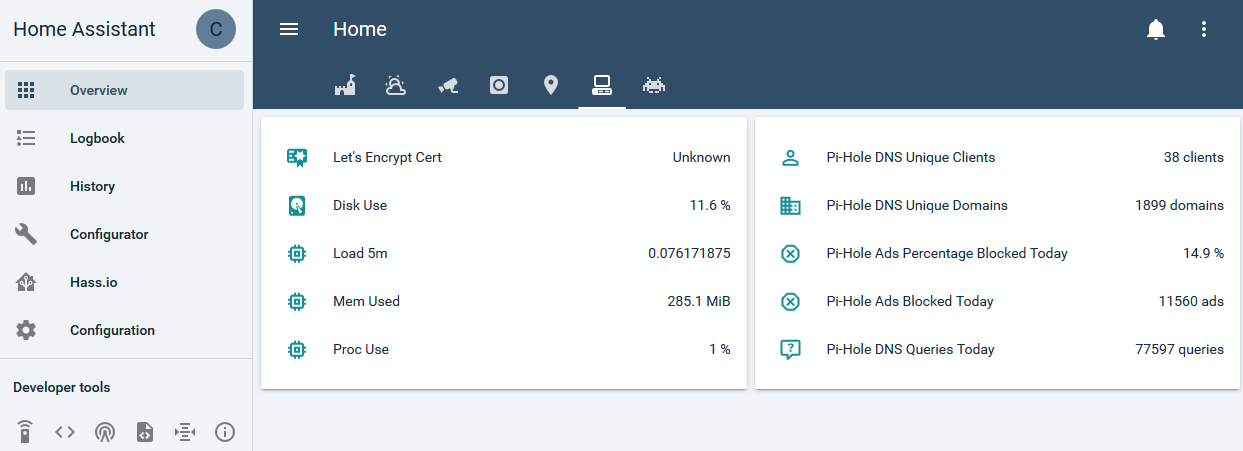 Home Assistant
C
Overview
Logbook
History
Configurator
Hass.io
Configuration
Developer tools
Home
Let's Encrypt Cert Unknown
Disk Use 11.6 %
Load 5m 0.076171875
Mem Used 285.1 MiB
Proc Use 1 %
Pi-Hole DNS Unique Clients 38 clients
Pi-Hole DNS Unique Domains 1899 domains
Pi-Hole Ads Percentage Blocked Today 14.9 %
Pi-Hole Ads Blocked Today 11560 ads
Pi-Hole DNS Queries Today 77597 queries